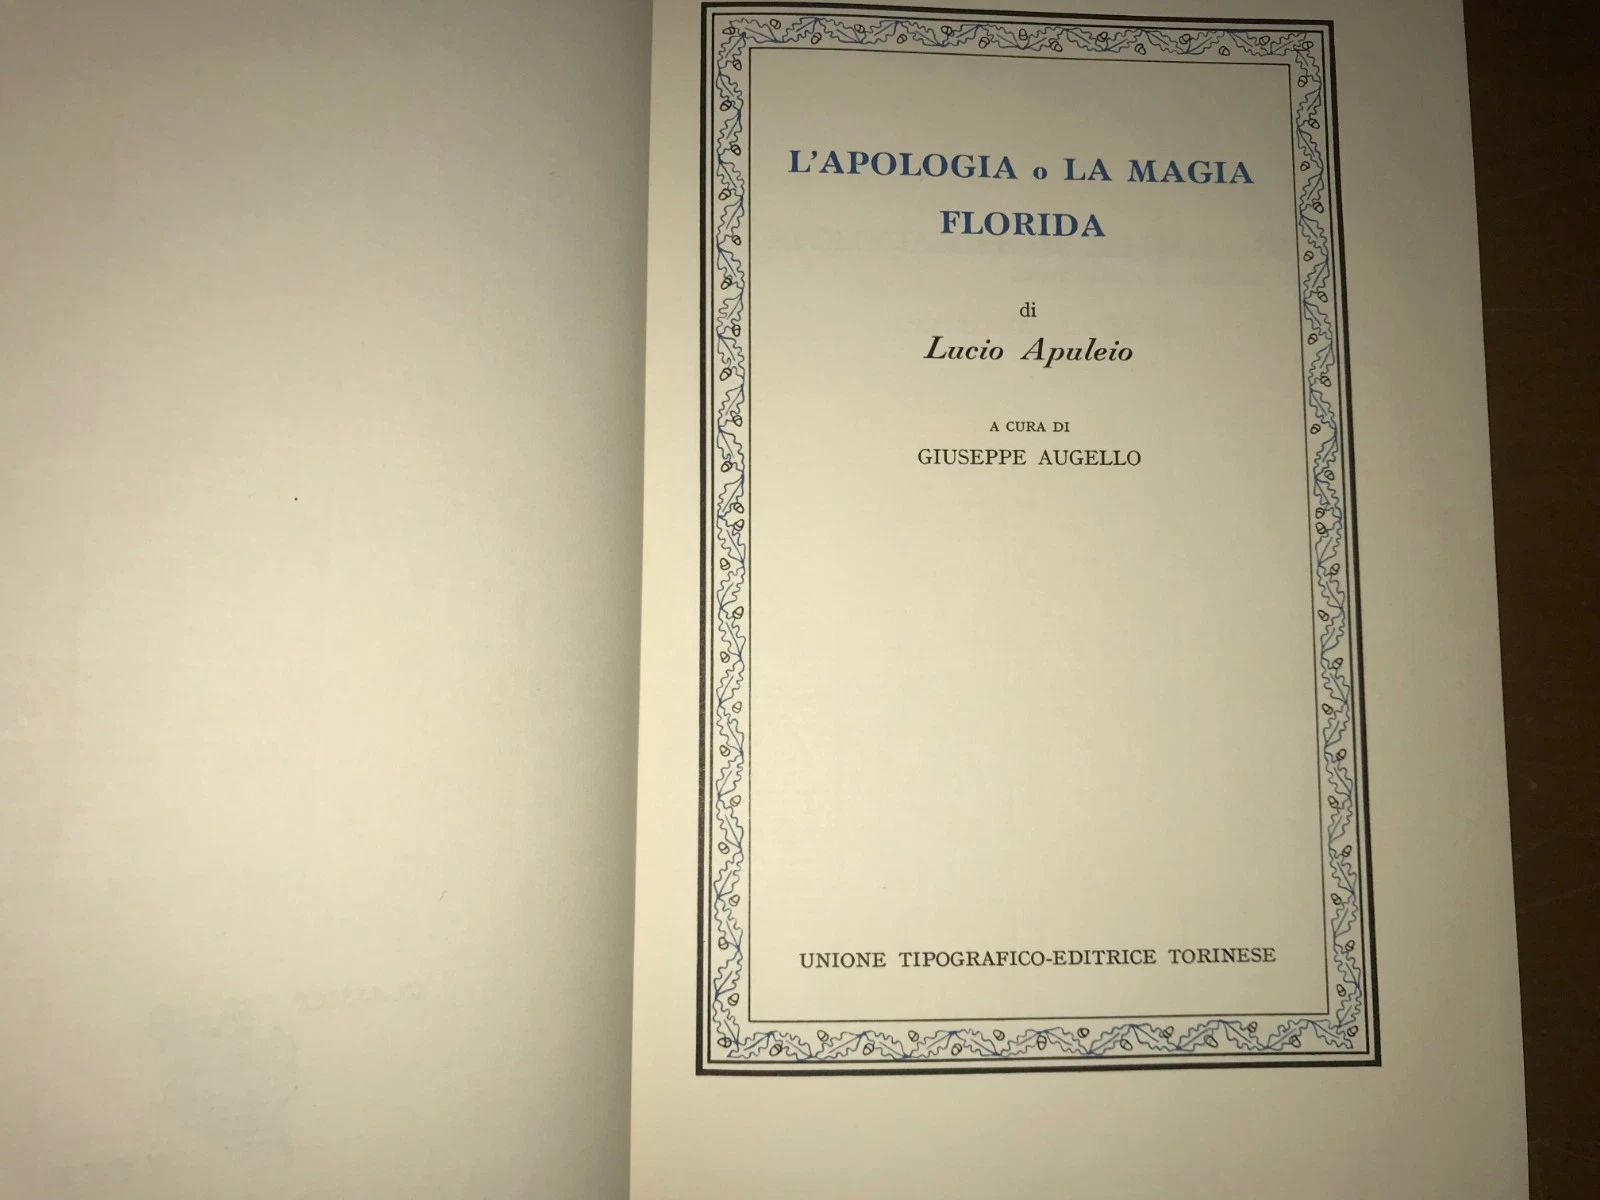 L'APOLOGIA o LA MAGIA
FLORIDA
di
Lucio Apuleio
A CURA DI
GIUSEPPE AUGELLO
UNIONE TIPOGRAFICO-EDITRICE TORINESE